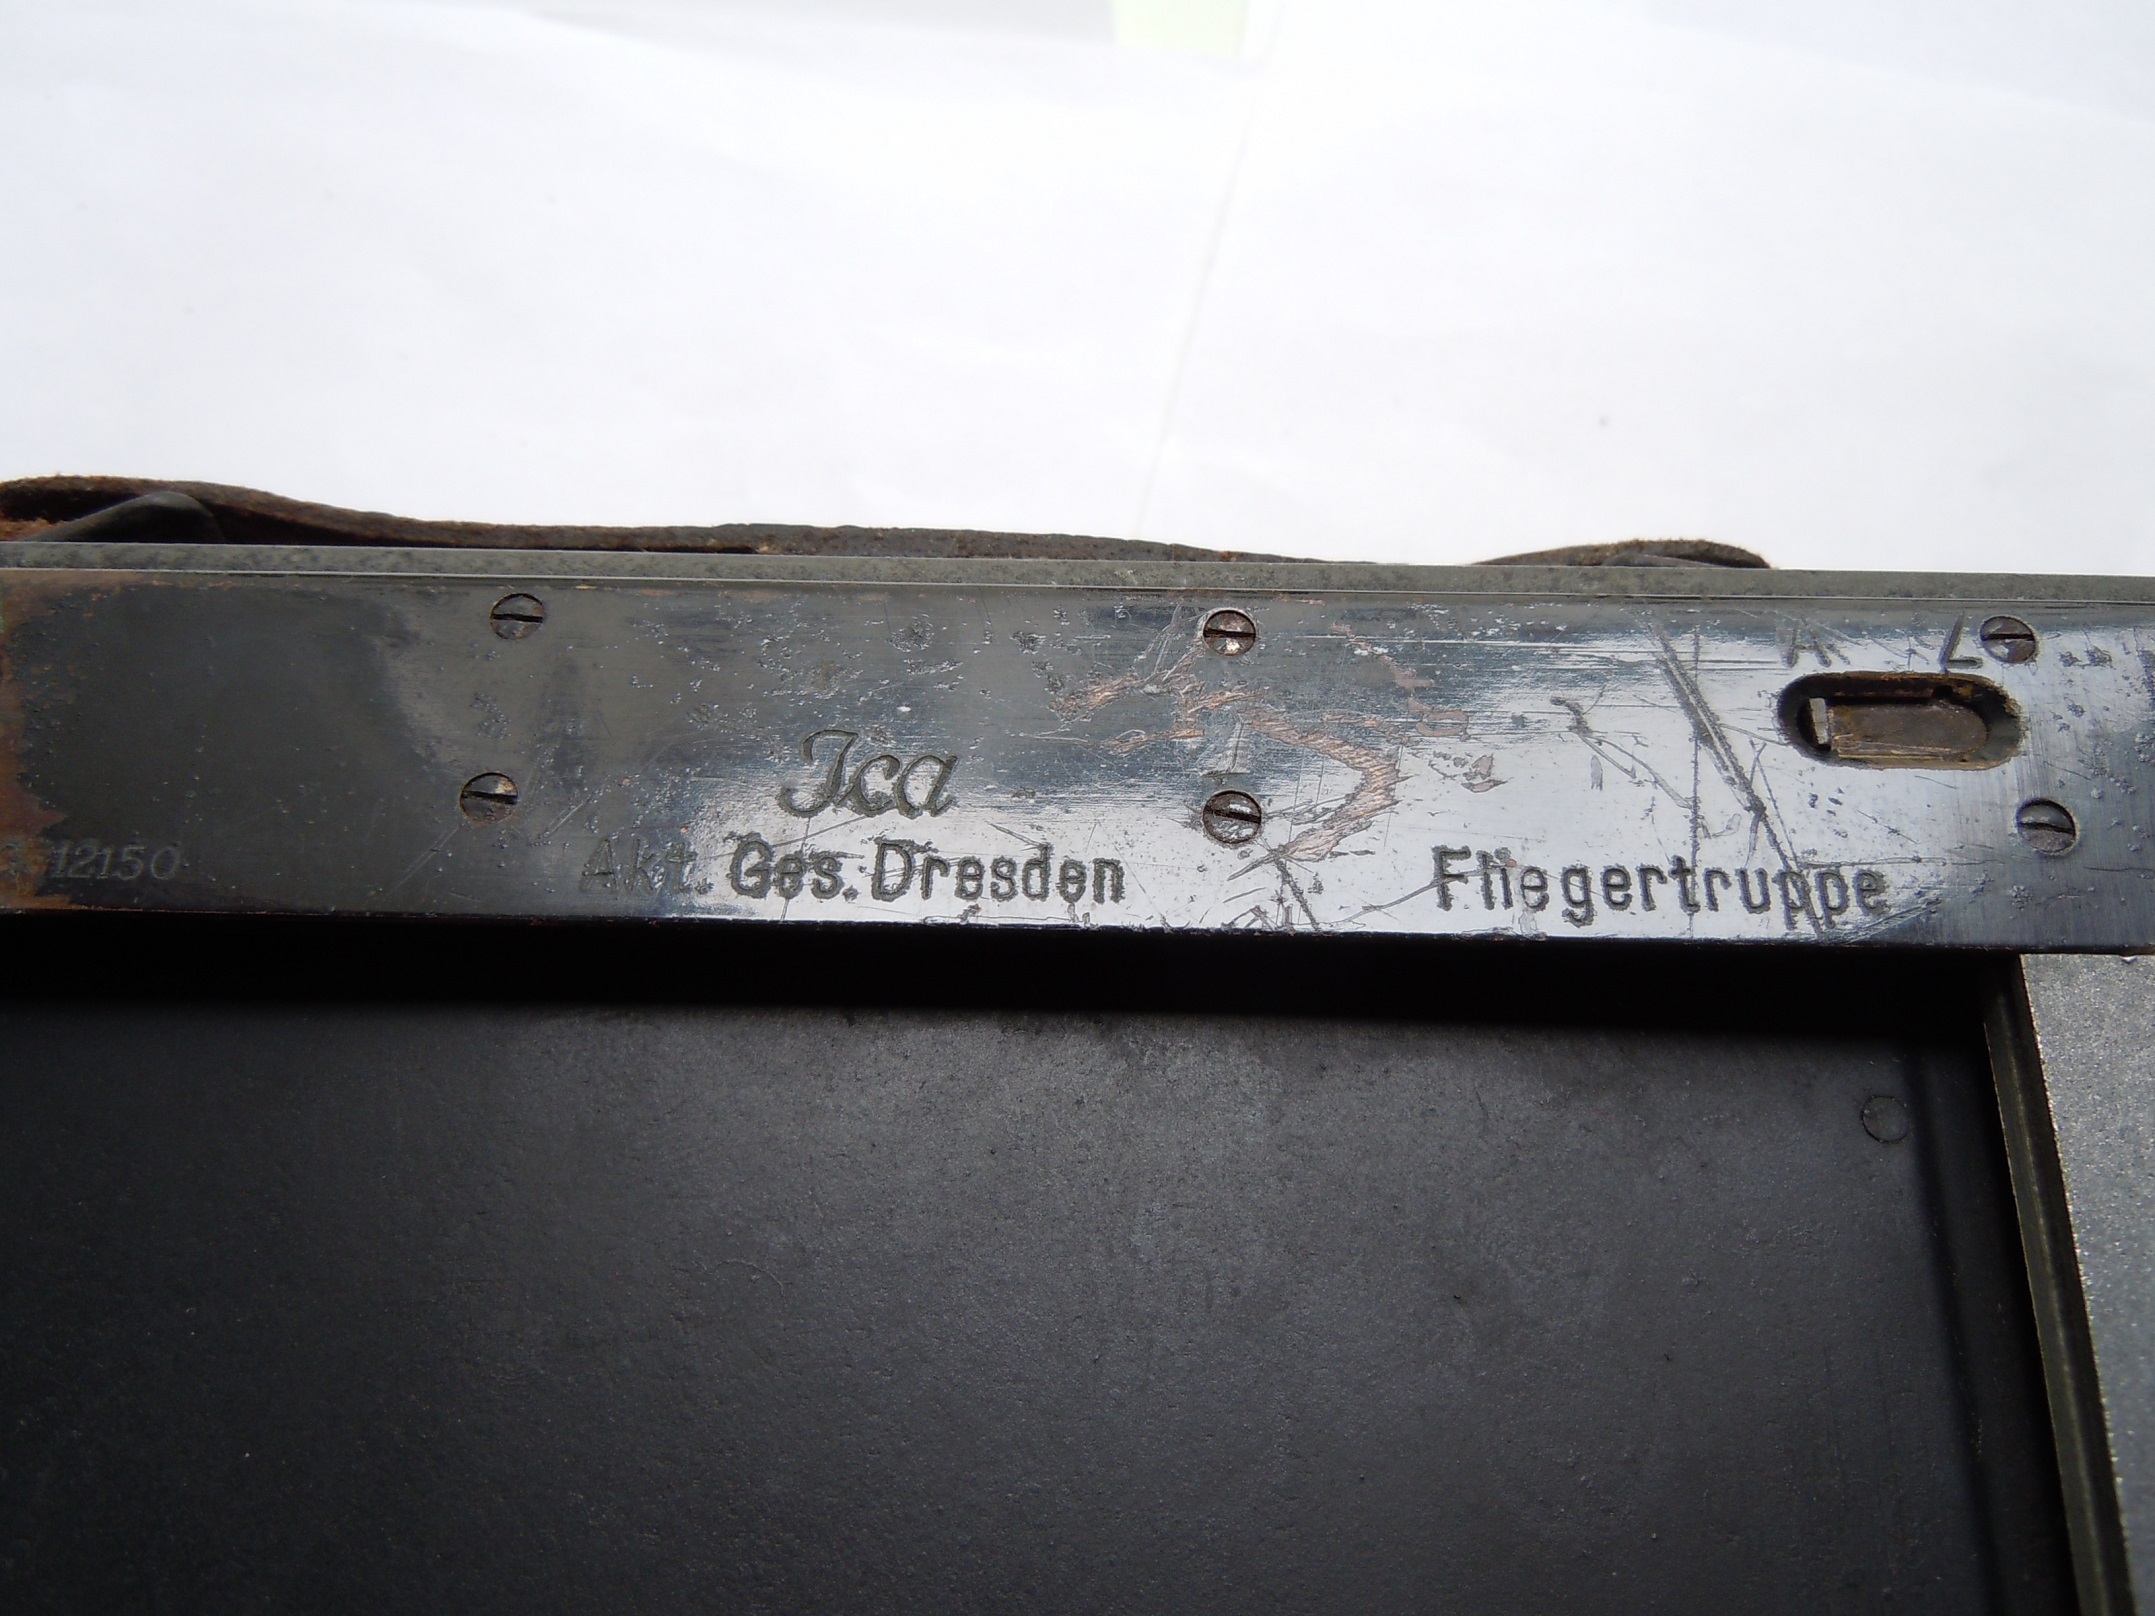 A L
Ica
12150
Akt. Ges. Dresden
Fliegertruppe